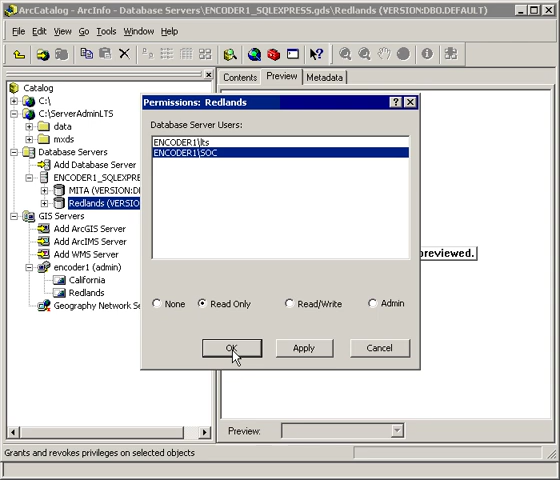 ArcCatalog - ArcInfo - Database Servers\ENCODER1_SQLEXPRESS.gds\Redlands (VERSION:DBO.DEFAULT)
File Edit View Go Tools Window Help
Contents Preview Metadata
Catalog
C:\
C:\ServerAdminLTS
data
mxds
Database Servers
Add Database Server
ENCODER1_SQLEXPRE
MITA (VERSION:DE
Redlands (VERSIO
GIS Servers
Add ArcGIS Server
Add ArcIMS Server
Add WMS Server
encoder1 (admin)
California
Redlands
Geography Network Se
Permissions: Redlands
Database Server Users:
ENCODER1\lts
ENCODER1\SOC
None Read Only Read/Write Admin
OK Apply Cancel
previewed.
Preview:
Grants and revokes privileges on selected objects